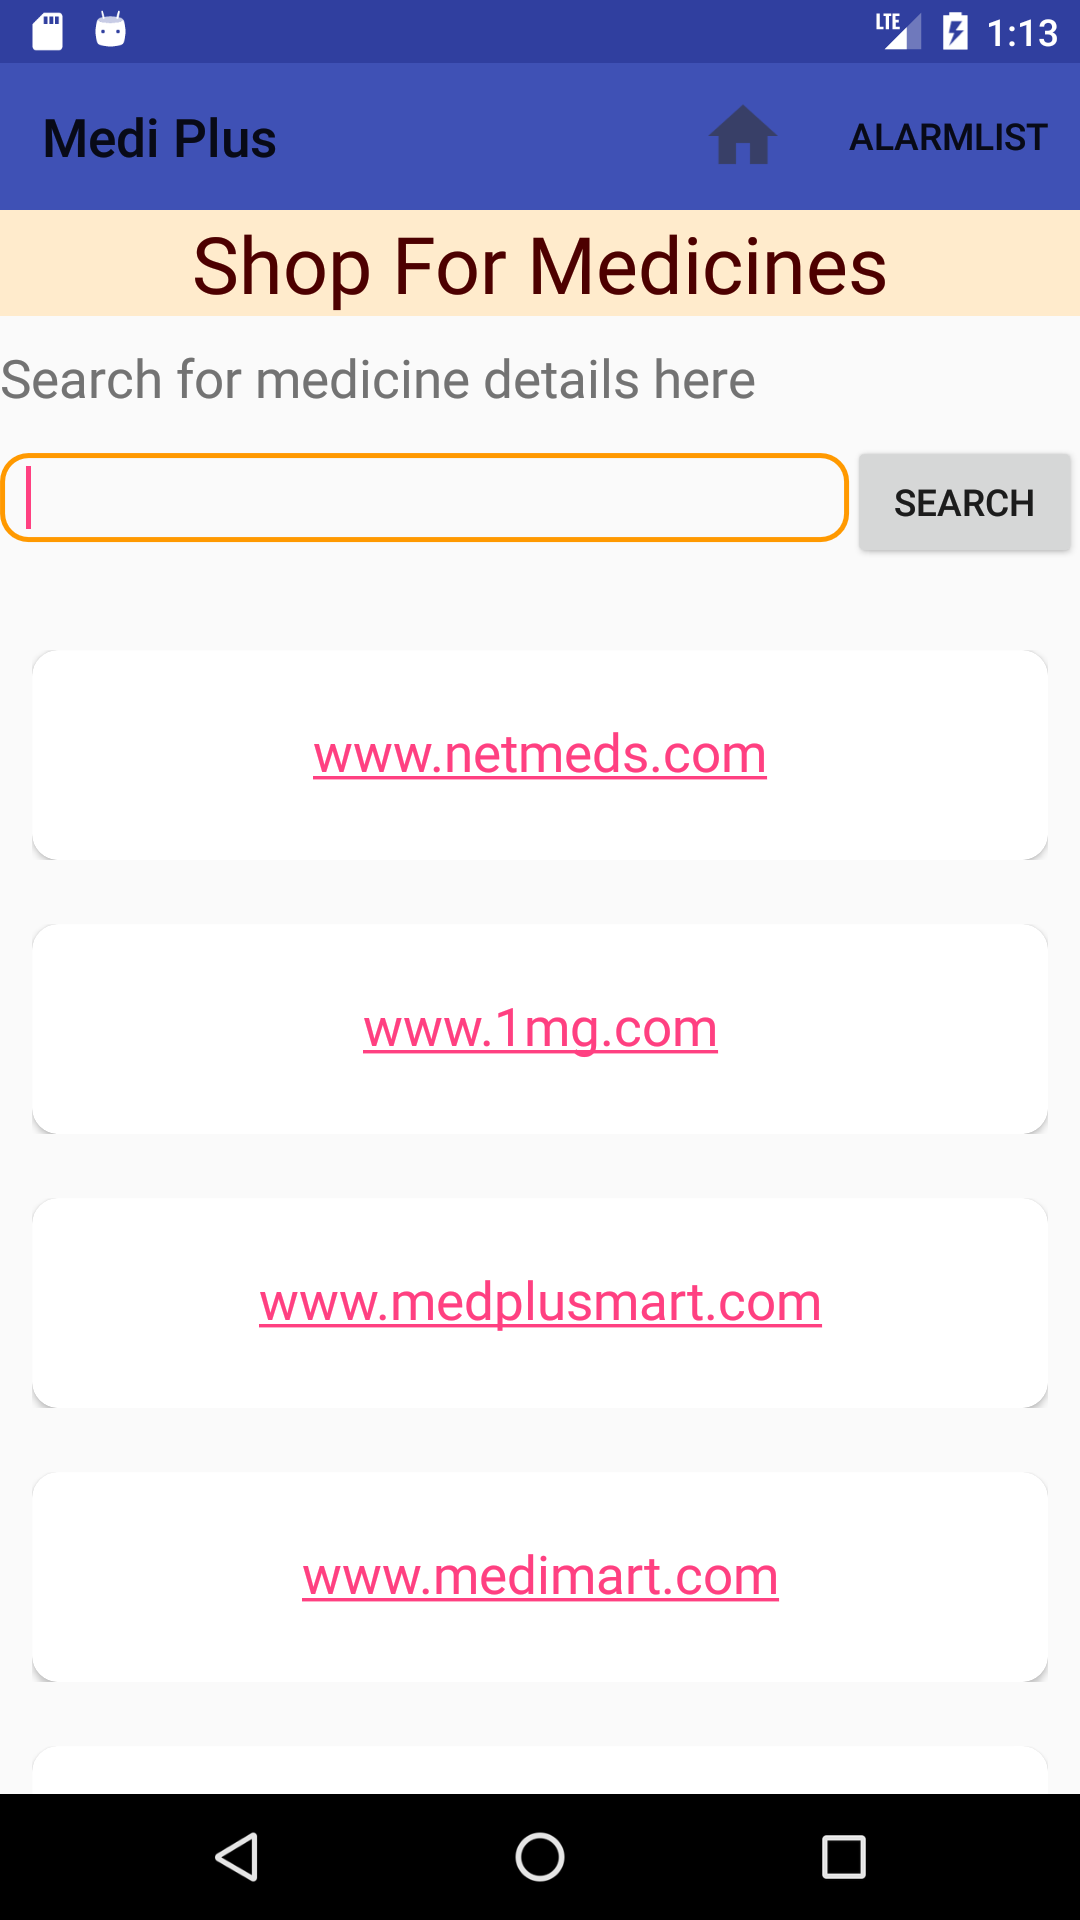 LTE 1:13
Medi Plus ALARMLIST
Shop For Medicines
Search for medicine details here
SEARCH
www.netmeds.com
www.1mg.com
www.medplusmart.com
www.medimart.com